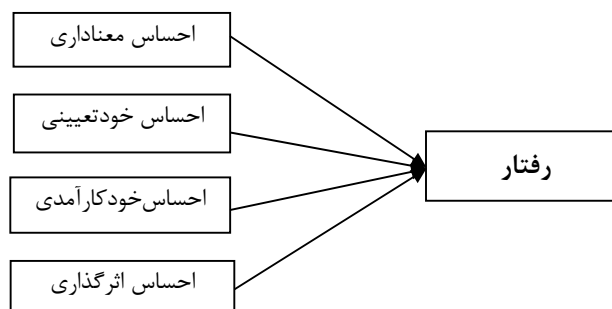 احساس معناداری
احساس خودتعیینی
احساس‌خودکارآمدی
احساس اثرگذاری
رفتار